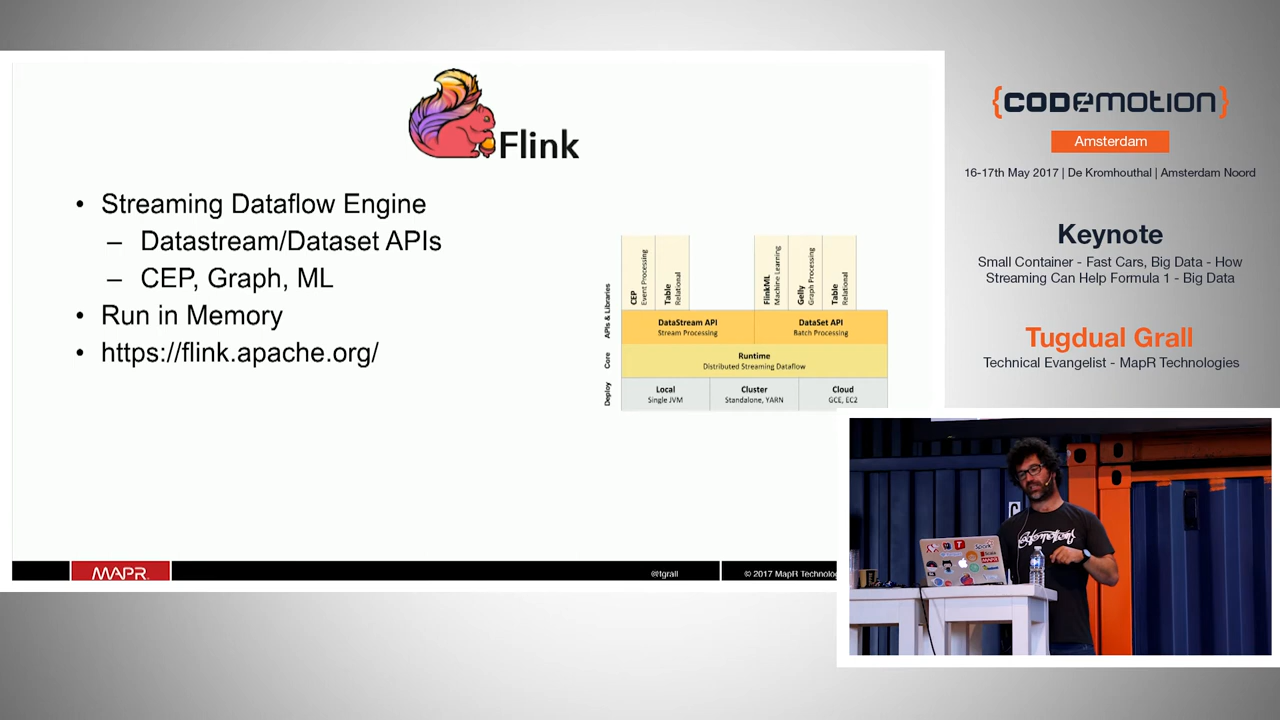 Flink
• Streaming Dataflow Engine
– Datastream/Dataset APIs
– CEP, Graph, ML
• Run in Memory
• https://flink.apache.org/
APIs & Libraries
Core
Deploy
CEP
Event Processing
Table
Relational
FlinkML
Machine Learning
Gelly
Graph Processing
Table
Relational
DataStream API
Stream Processing
DataSet API
Batch Processing
Runtime
Distributed Streaming Dataflow
Local
Single JVM
Cluster
Standalone, YARN
Cloud
GCE, EC2
MAPR
@tgrall
© 2017 MapR
{CODEMOTION}
Amsterdam
16-17th May 2017 | De Kromhouthal | Amsterdam Noord
Keynote
Small Container - Fast Cars, Big Data - How
Streaming Can Help Formula 1 - Big Data
Tugdual Grall
Technical Evangelist - MapR Technologies
codemotion
Spark